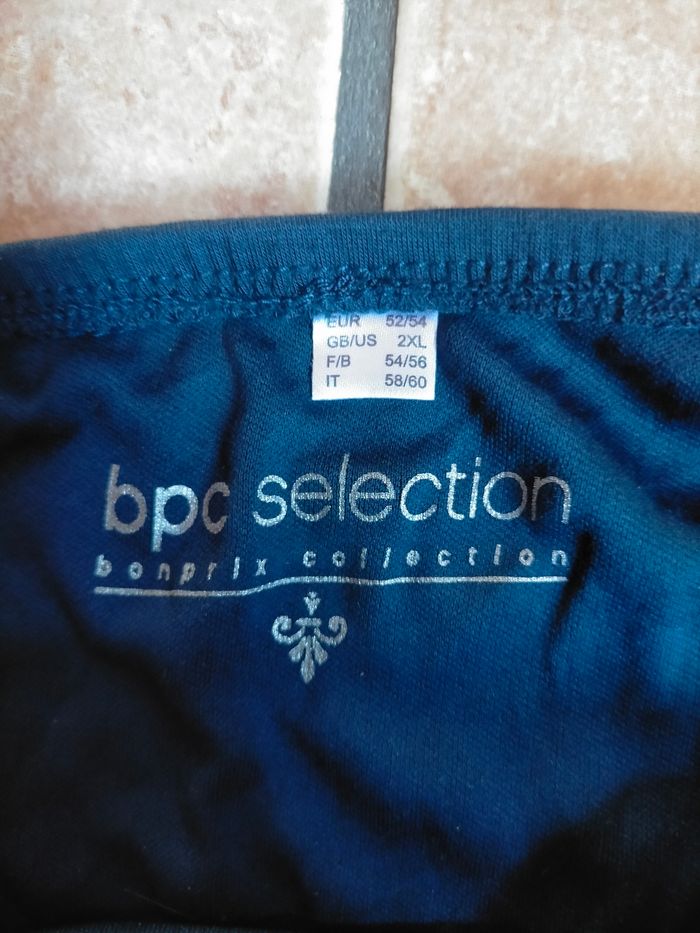 EUR 52/54
GB/US 2XL
F/B 54/56
IT 58/60
bpc selection
bonprix collection